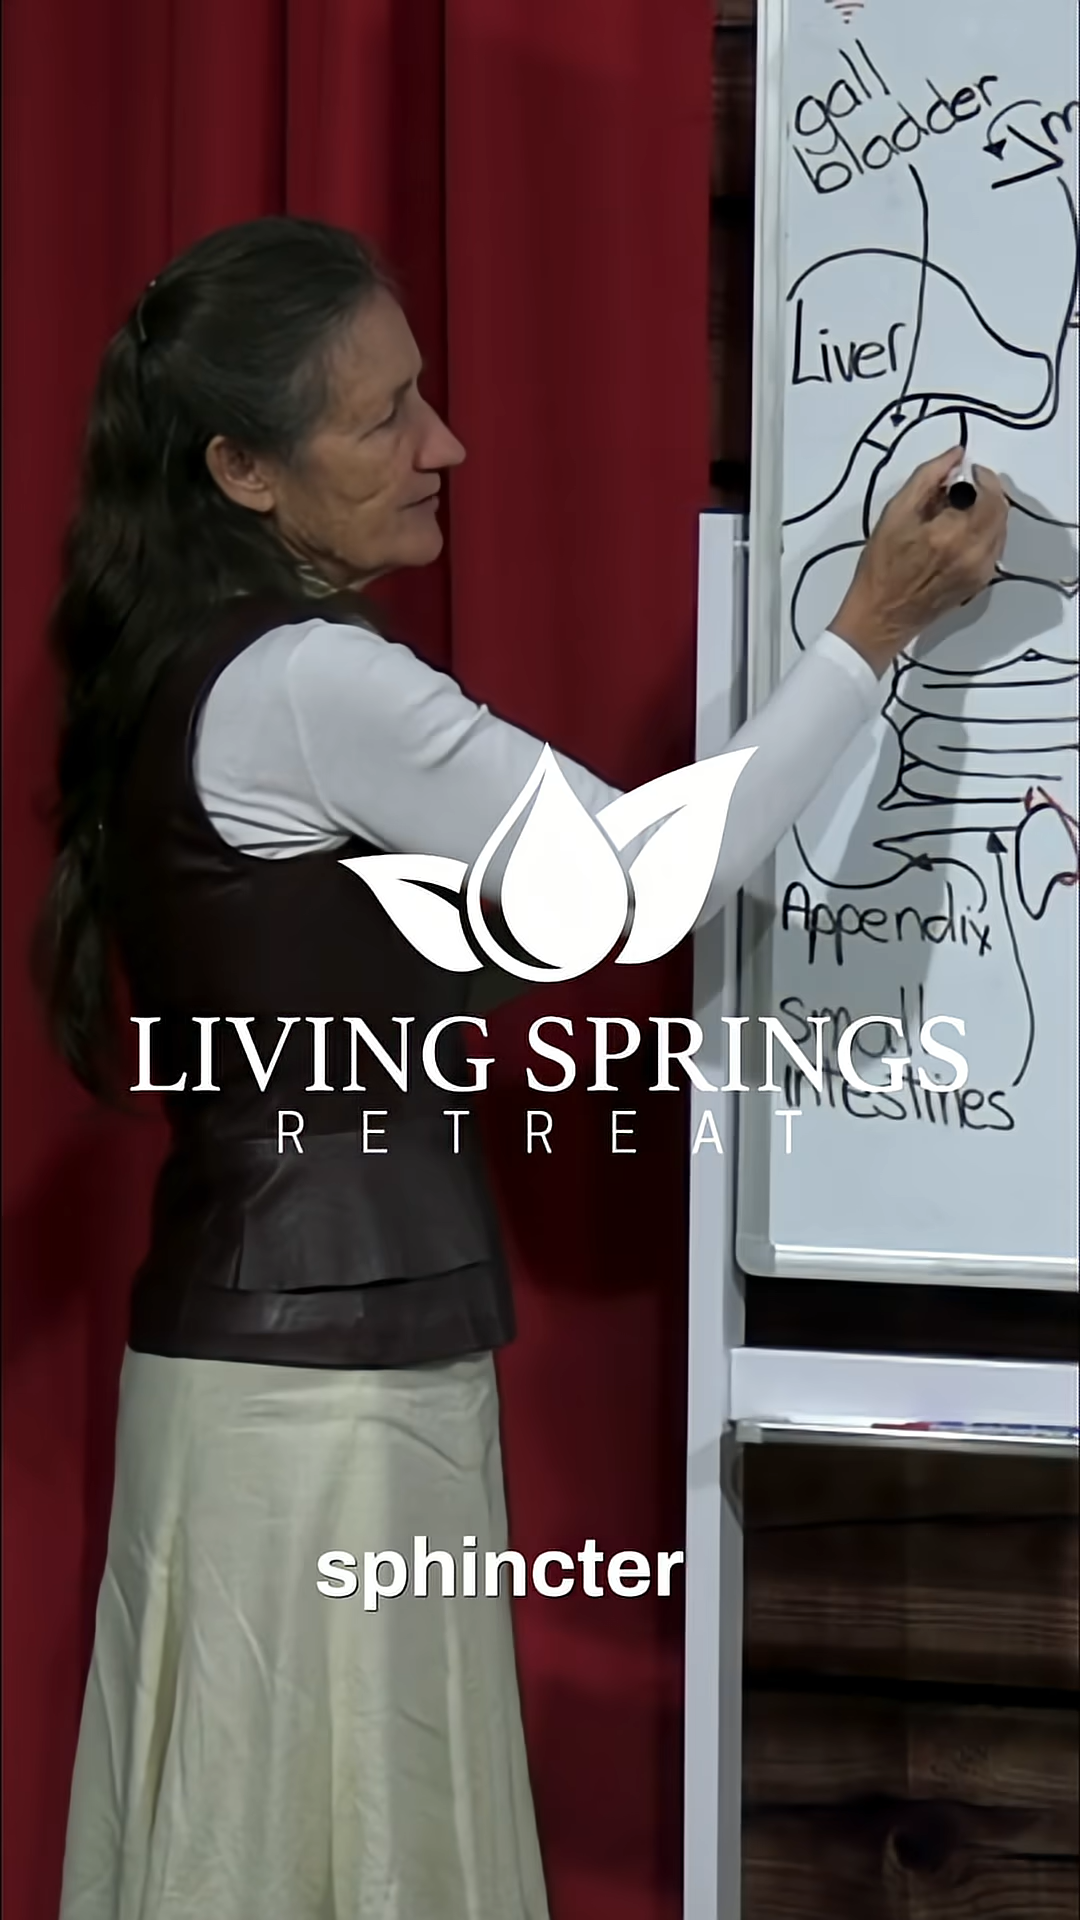 gall
bladder
Liver
LIVING SPRINGS
RETREAT
Appendix
small
intestines
sphincter